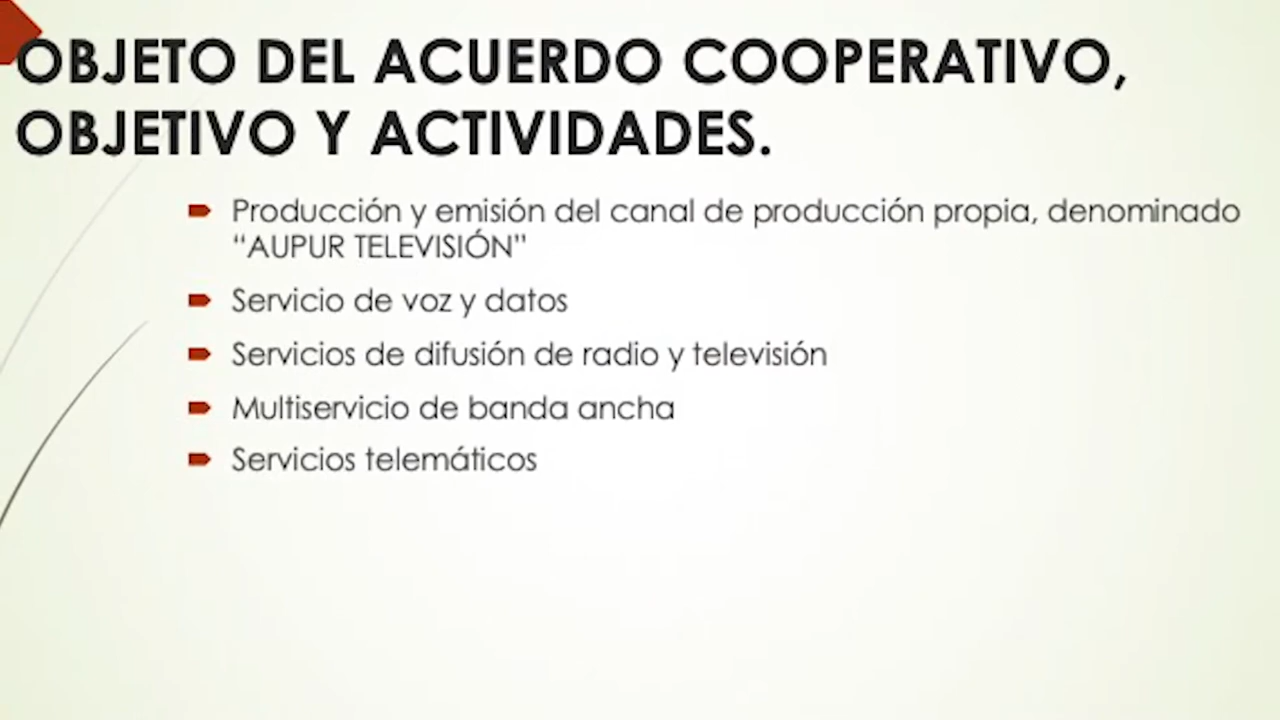 OBJETO DEL ACUERDO COOPERATIVO,
OBJETIVO Y ACTIVIDADES.
Producción y emisión del canal de producción propia, denominado
“AUPUR TELEVISIÓN”
Servicio de voz y datos
Servicios de difusión de radio y televisión
Multiservicio de banda ancha
Servicios telemáticos